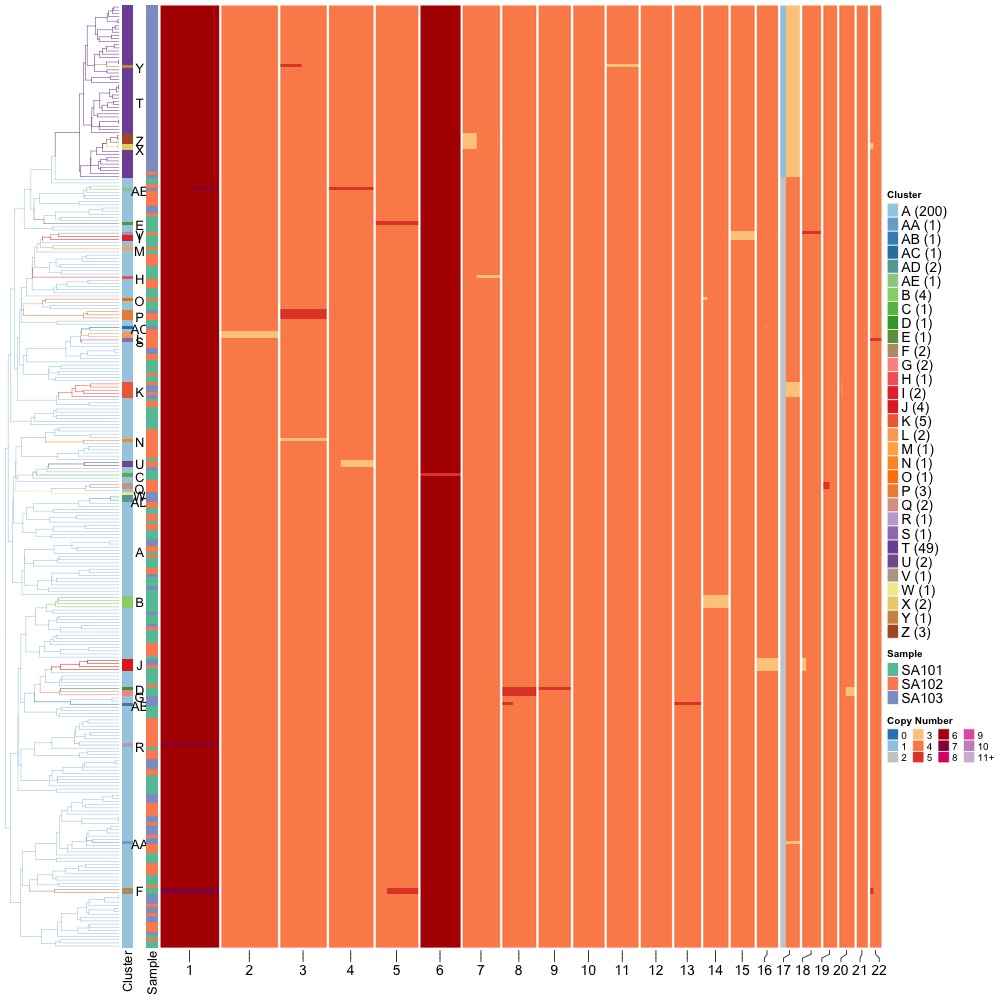 Y
T
Z
X
AE
E
V
I
M
H
O
P
AC
L
S
K
N
U
C
Q
W
AD
A
B
J
D
G
AB
R
AA
F
Cluster
Sample
1 2 3 4 5 6 7 8 9 10 11 12 13 14 15 16 17 18 19 20 21 22
Cluster
A (200)
AA (1)
AB (1)
AC (1)
AD (2)
AE (1)
B (4)
C (1)
D (1)
E (1)
F (2)
G (2)
H (1)
I (2)
J (4)
K (5)
L (2)
M (1)
N (1)
O (1)
P (3)
Q (2)
R (1)
S (1)
T (49)
U (2)
V (1)
W (1)
X (2)
Y (1)
Z (3)
Sample
SA101
SA102
SA103
Copy Number
0 3 6 9
1 4 7 10
2 5 8 11+